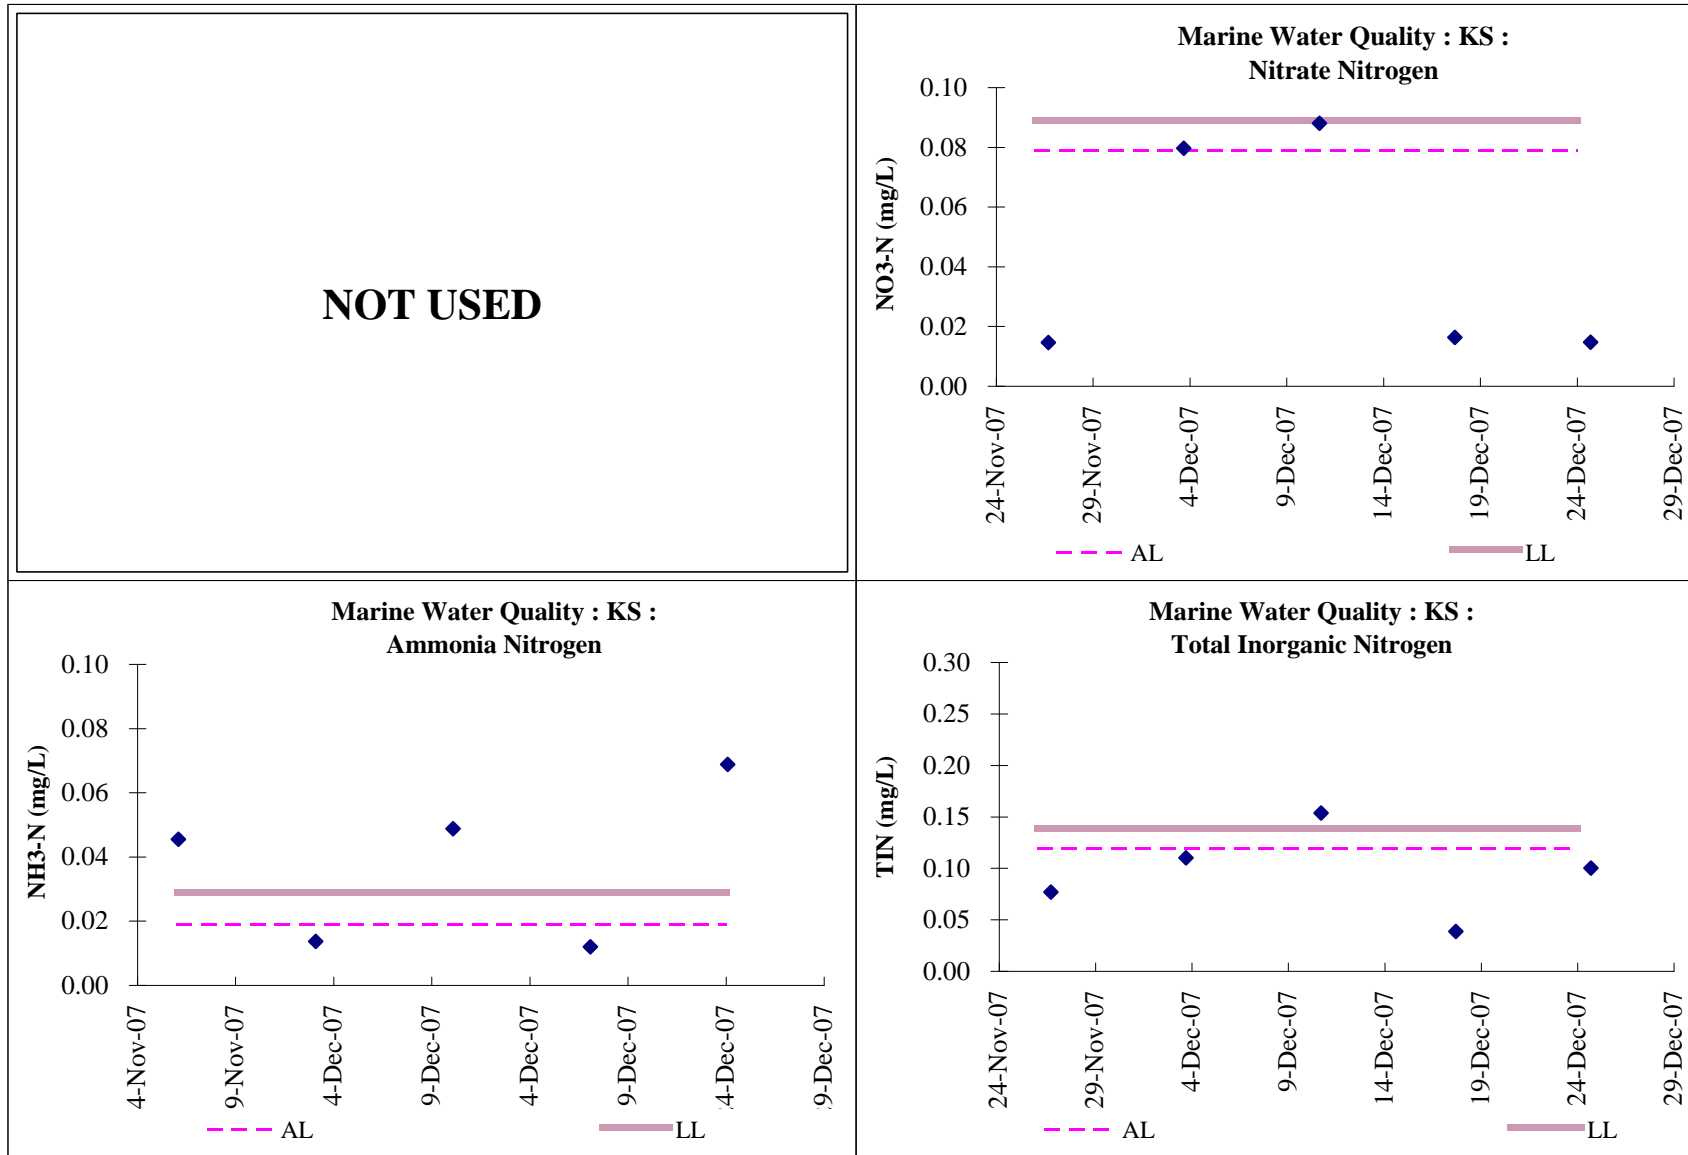 NOT USED
Marine Water Quality : KS :
Nitrate Nitrogen
NO3-N (mg/L)
0.10
0.08
0.06
0.04
0.02
0.00
24-Nov-07
29-Nov-07
4-Dec-07
9-Dec-07
14-Dec-07
19-Dec-07
24-Dec-07
29-Dec-07
AL
LL
Marine Water Quality : KS :
Ammonia Nitrogen
NH3-N (mg/L)
0.10
0.08
0.06
0.04
0.02
0.00
4-Nov-07
9-Nov-07
4-Dec-07
9-Dec-07
4-Dec-07
9-Dec-07
24-Dec-07
29-Dec-07
AL
LL
Marine Water Quality : KS :
Total Inorganic Nitrogen
TIN (mg/L)
0.30
0.25
0.20
0.15
0.10
0.05
0.00
24-Nov-07
29-Nov-07
4-Dec-07
9-Dec-07
14-Dec-07
19-Dec-07
24-Dec-07
29-Dec-07
AL
LL